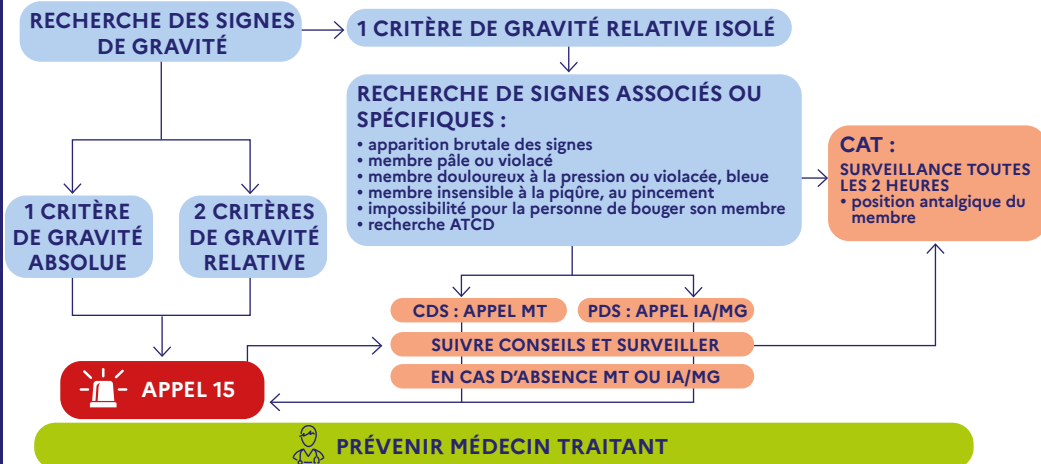 RECHERCHE DES SIGNES
DE GRAVITÉ
1 CRITÈRE DE GRAVITÉ RELATIVE ISOLÉ
RECHERCHE DE SIGNES ASSOCIÉS OU
SPÉCIFIQUES :
• apparition brutale des signes
• membre pâle ou violacé
• membre douloureux à la pression ou violacée, bleue
• membre insensible à la piqûre, au pincement
• impossibilité pour la personne de bouger son membre
• recherche ATCD
CAT :
SURVEILLANCE TOUTES
LES 2 HEURES
• position antalgique du
membre
1 CRITÈRE
DE GRAVITÉ
ABSOLUE
2 CRITÈRES
DE GRAVITÉ
RELATIVE
CDS : APPEL MT
PDS : APPEL IA/MG
SUIVRE CONSEILS ET SURVEILLER
EN CAS D'ABSENCE MT OU IA/MG
APPEL 15
PRÉVENIR MÉDECIN TRAITANT